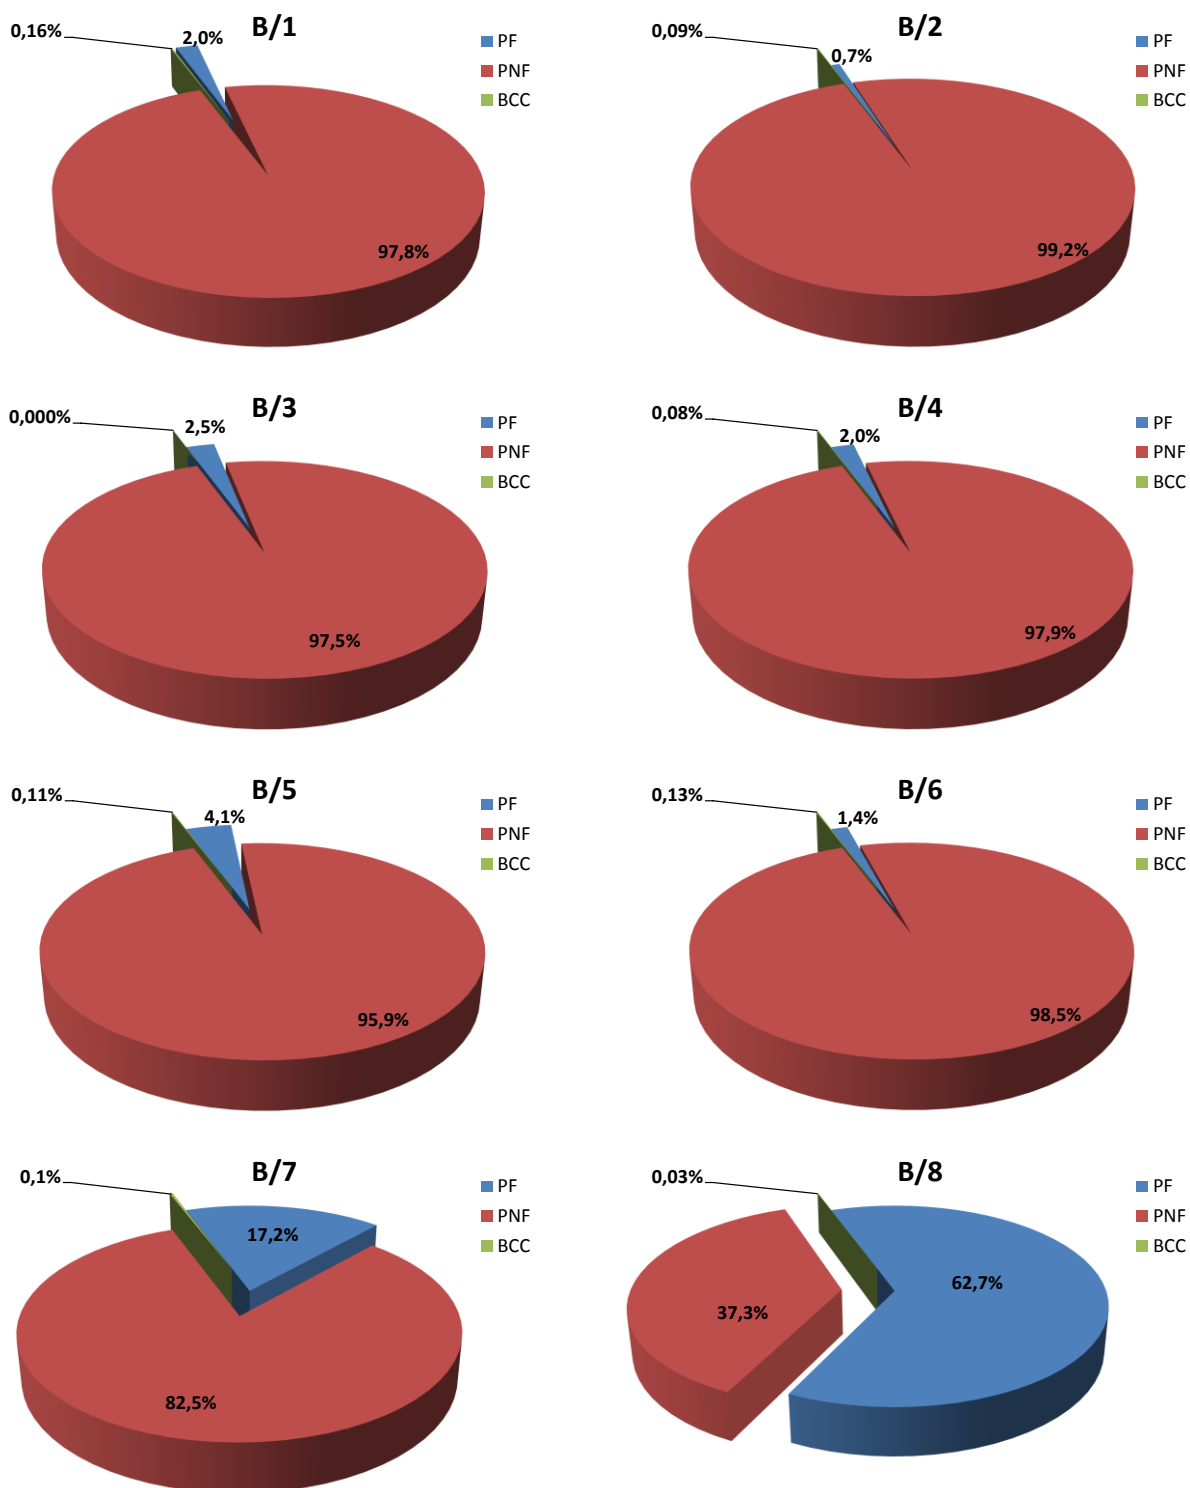 B/1
0,16%
2,0%
97,8%
PF
PNF
BCC
B/2
0,09%
0,7%
99,2%
PF
PNF
BCC
B/3
0,000%
2,5%
97,5%
PF
PNF
BCC
B/4
0,08%
2,0%
97,9%
PF
PNF
BCC
B/5
0,11%
4,1%
95,9%
PF
PNF
BCC
B/6
0,13%
1,4%
98,5%
PF
PNF
BCC
B/7
0,1%
17,2%
82,5%
PF
PNF
BCC
B/8
0,03%
62,7%
37,3%
PF
PNF
BCC